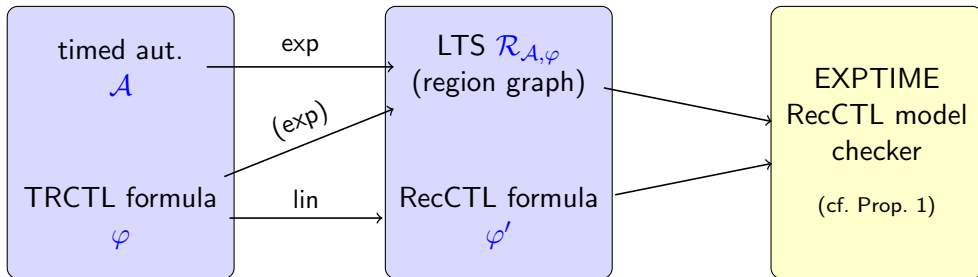 timed aut.
𝒜
TRCTL formula
φ
exp
(exp)
lin
LTS ℛ_{𝒜,φ}
(region graph)
RecCTL formula
φ′
EXPTIME
RecCTL model
checker
(cf. Prop. 1)